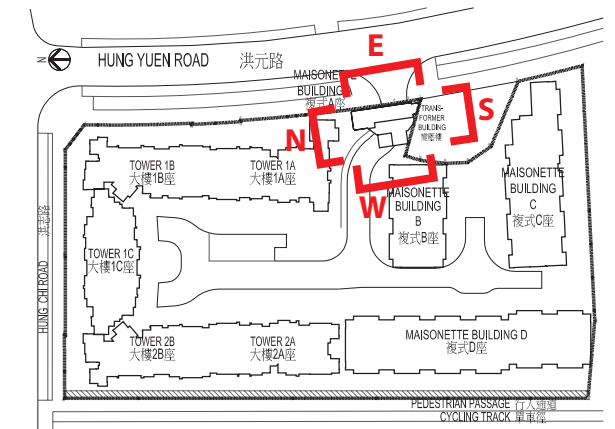 E
N
HUNG YUEN ROAD 洪元路
MAISONETTE
BUILDING A
複式A座
S
TRANS-
FORMER
BUILDING
變壓樓
N
TOWER 1B
大樓1B座
TOWER 1A
大樓1A座
MAISONETTE
BUILDING
C
複式C座
W
MAISONETTE
BUILDING
B
複式B座
洪志路
HUNG CHI ROAD
TOWER 1C
大樓1C座
TOWER 2B
大樓2B座
TOWER 2A
大樓2A座
MAISONETTE BUILDING D
複式D座
PEDESTRIAN PASSAGE 行人通道
CYCLING TRACK 單車徑